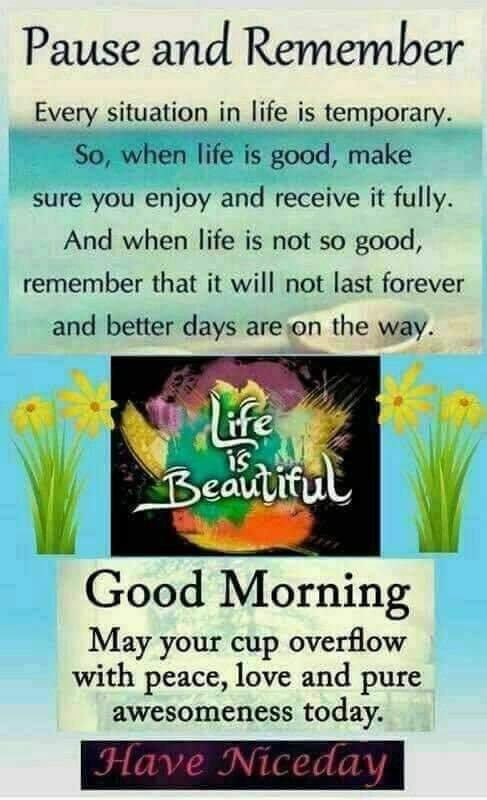 Pause and Remember
Every situation in life is temporary.
So, when life is good, make
sure you enjoy and receive it fully.
And when life is not so good,
remember that it will not last forever
and better days are on the way.
Life
is
Beautiful
Good Morning
May your cup overflow
with peace, love and pure
awesomeness today.
Have Niceday